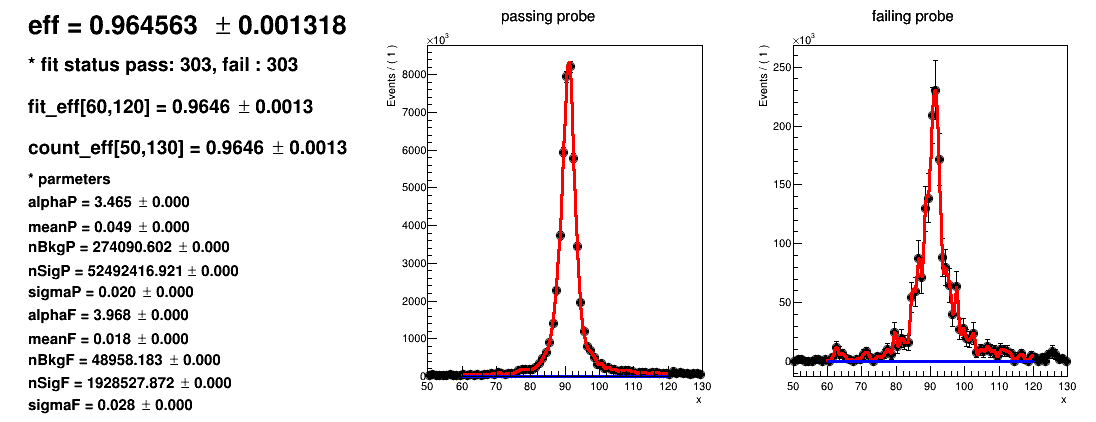 eff = 0.964563 ± 0.001318
* fit status pass: 303, fail : 303
fit_eff[60,120] = 0.9646 ± 0.0013
count_eff[50,130] = 0.9646 ± 0.0013
* parmeters
alphaP = 3.465 ± 0.000
meanP = 0.049 ± 0.000
nBkgP = 274090.602 ± 0.000
nSigP = 52492416.921 ± 0.000
sigmaP = 0.020 ± 0.000
alphaF = 3.968 ± 0.000
meanF = 0.018 ± 0.000
nBkgF = 48958.183 ± 0.000
nSigF = 1928527.872 ± 0.000
sigmaF = 0.028 ± 0.000
passing probe
×10³
Events / ( 1 )
8000
7000
6000
5000
4000
3000
2000
1000
0
50 60 70 80 90 100 110 120 130
x
failing probe
×10³
Events / ( 1 )
250
200
150
100
50
0
50 60 70 80 90 100 110 120 130
x